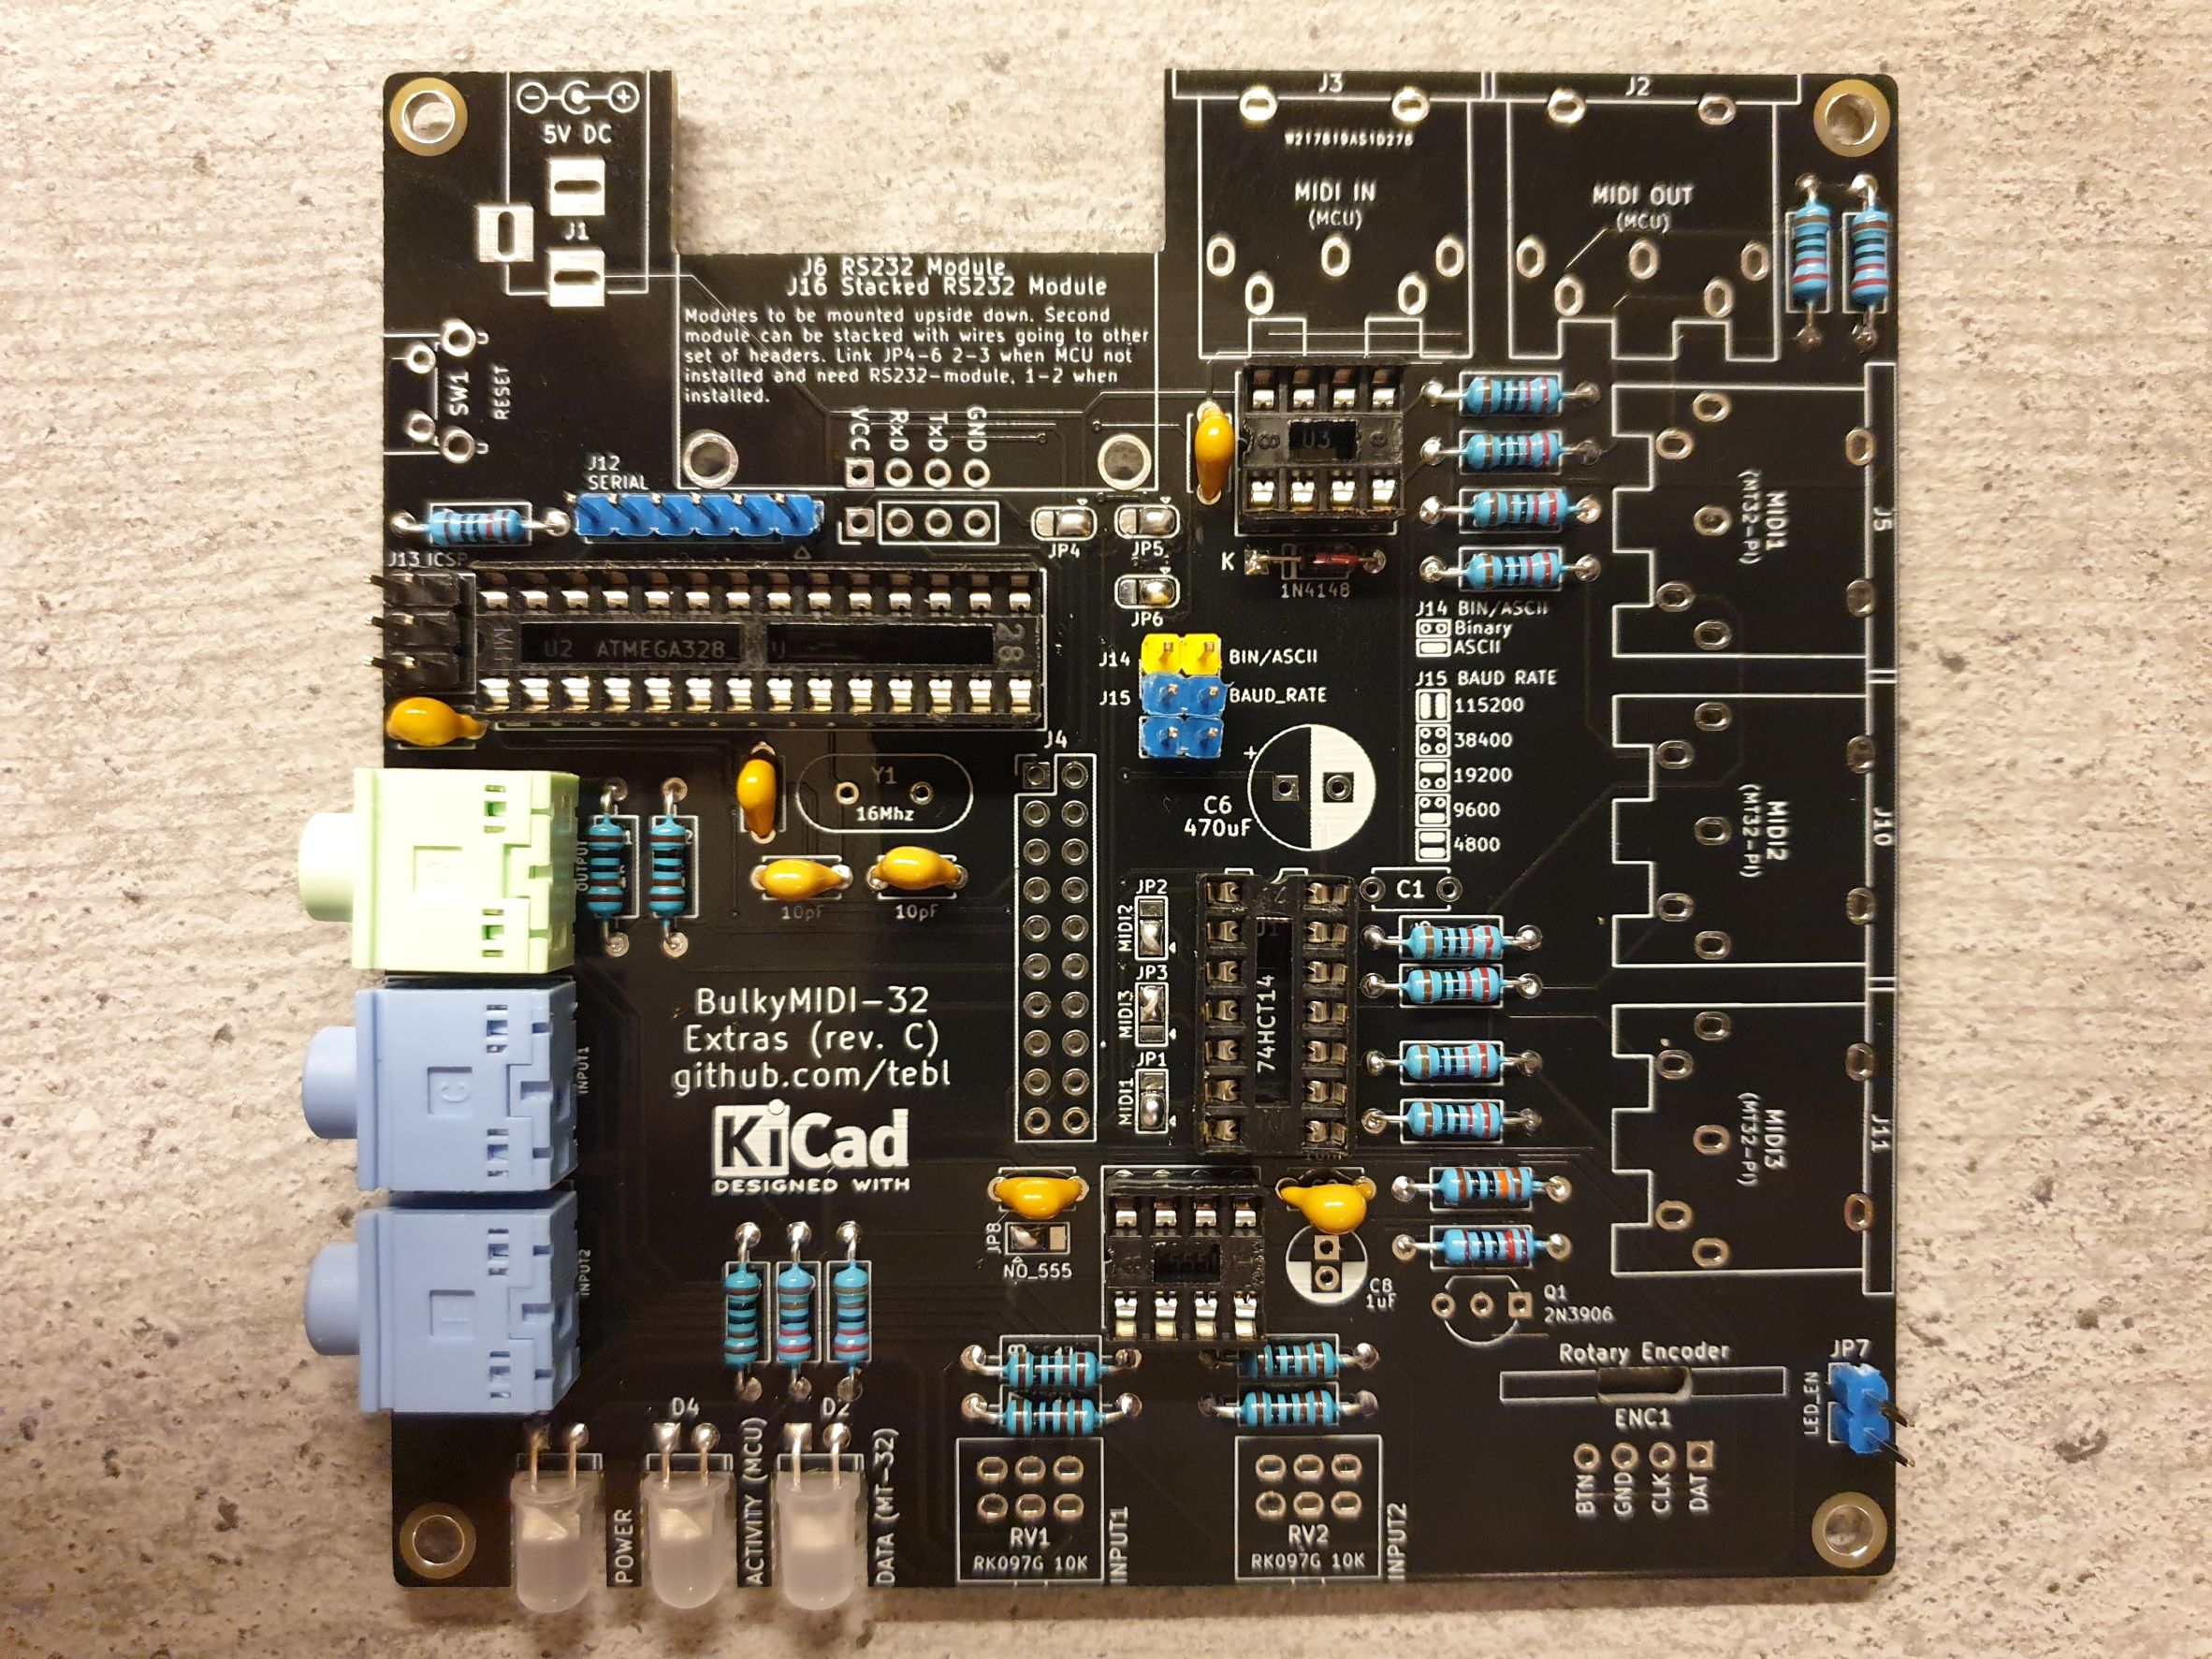 5V DC
J1
J3
J2
W217819AS1D276
MIDI IN
(MCU)
MIDI OUT
(MCU)
J6 RS232 Module
J16 Stacked RS232 Module
Modules to be mounted upside down. Second
module can be stacked with wires going to other
set of headers. Link JP4-6 2-3 when MCU not
installed and need RS232-module, 1-2 when
installed.
SW1
RESET
VCC
RxD
TxD
GND
U3
J12
SERIAL
JP4
JP5
JP6
K
1N4148
MIDI1
(MT32-PI)
J5
J13 ICSP
U2 ATMEGA328
28
J14
BIN/ASCII
J15
BAUD_RATE
J14 BIN/ASCII
Binary
ASCII
J15 BAUD RATE
115200
38400
19200
9600
4800
J4
Y1
16Mhz
C6
470uF
+
MIDI2
(MT32-PI)
J10
OUTPUT
10pF
10pF
JP2
MIDI2
JP3
MIDI3
JP1
MIDI1
C1
74HCT14
BulkyMIDI-32
Extras (rev. C)
github.com/tebl
KiCad
DESIGNED WITH
INPUT1
INPUT2
MIDI3
(MT32-PI)
J11
JP8
NO_555
C8
1uF
Q1
2N3906
Rotary Encoder
ENC1
JP7
LED_EN
BTN
GND
CLK
DAT
D4
D2
POWER
ACTIVITY (MCU)
DATA (MT-32)
RV1
RK097G 10K
INPUT1
RV2
RK097G 10K
INPUT2